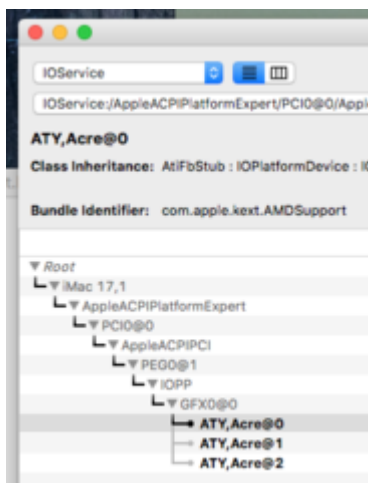 IOService
IOService:/AppleACPIPlatformExpert/PCI0@0/Apple
ATY,Acre@0
Class Inheritance: AtiFbStub : IOPlatformDevice :
Bundle Identifier: com.apple.kext.AMDSupport
Root
iMac 17,1
AppleACPIPlatformExpert
PCI0@0
AppleACPIPCI
PEG0@1
IOPP
GFX0@0
ATY,Acre@0
ATY,Acre@1
ATY,Acre@2